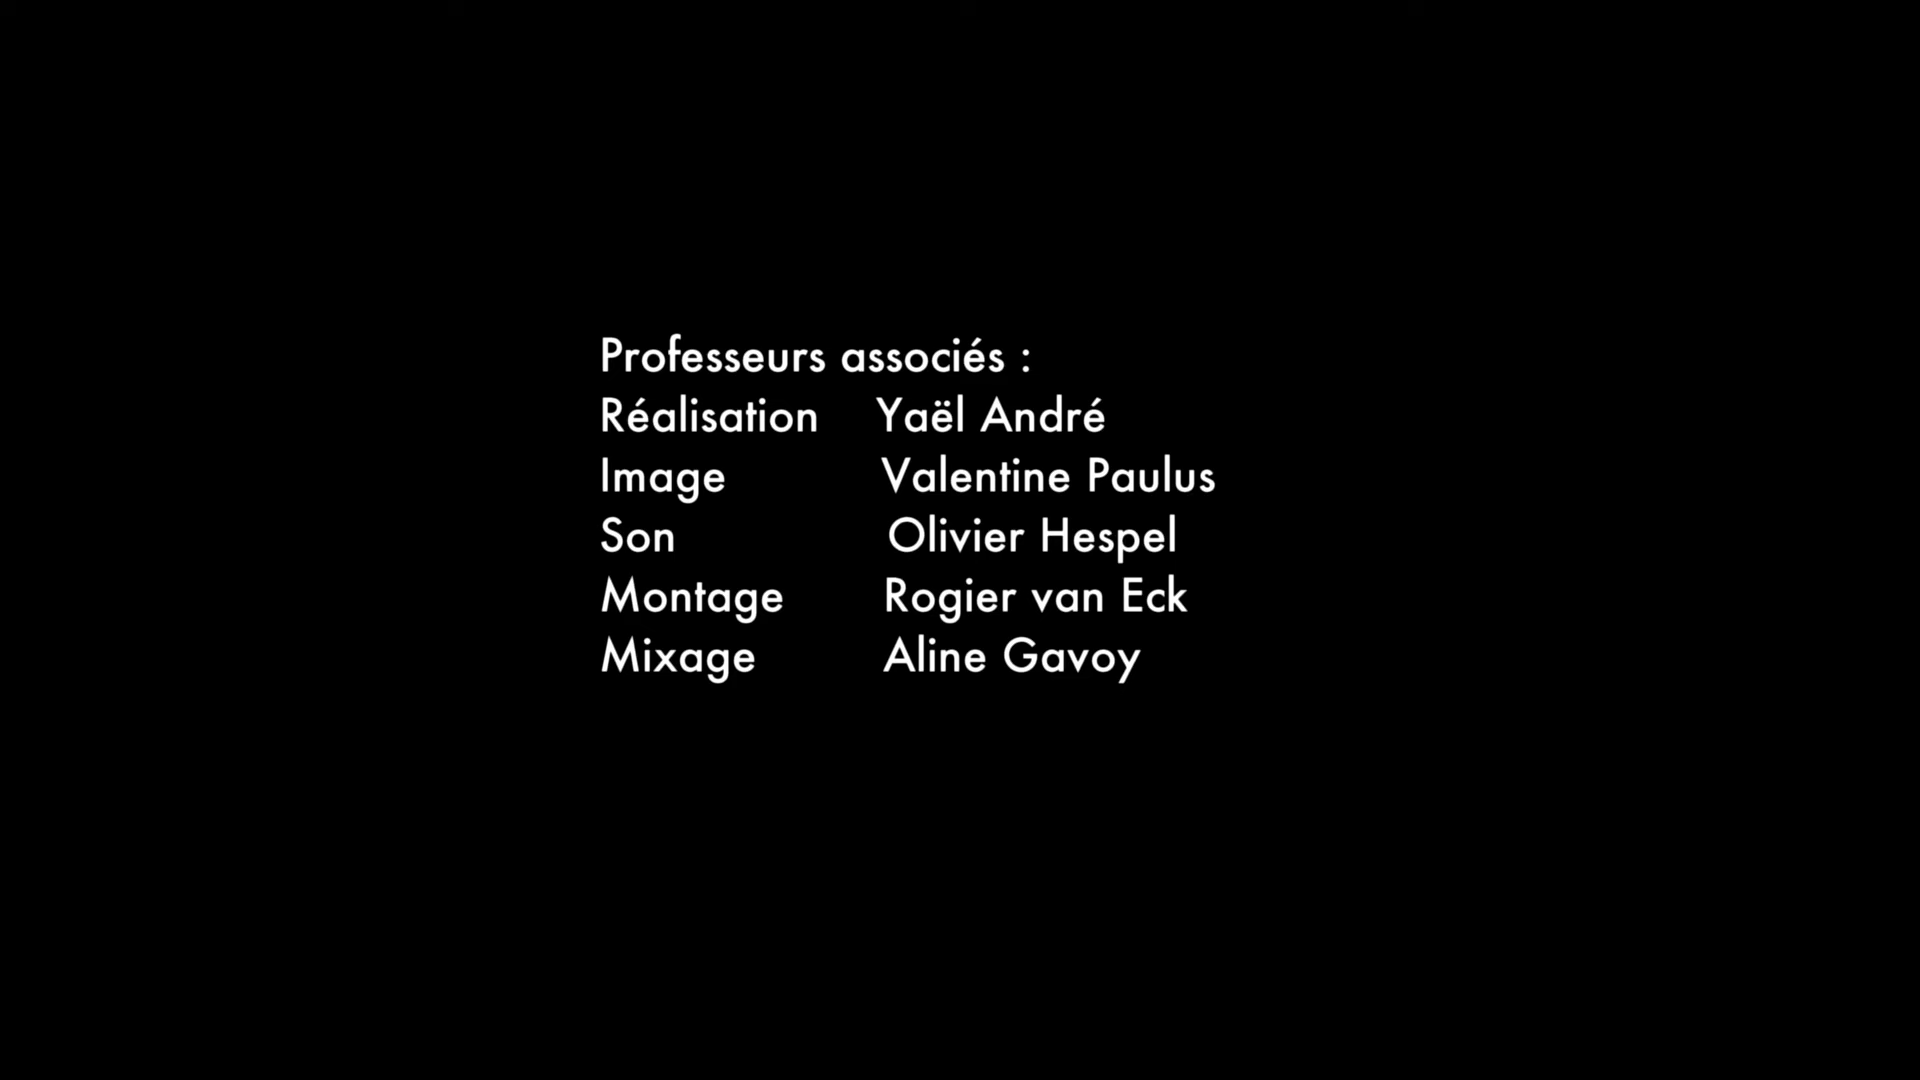 Professeurs associés :
Réalisation Yaël André
Image Valentine Paulus
Son Olivier Hespel
Montage Rogier van Eck
Mixage Aline Gavoy